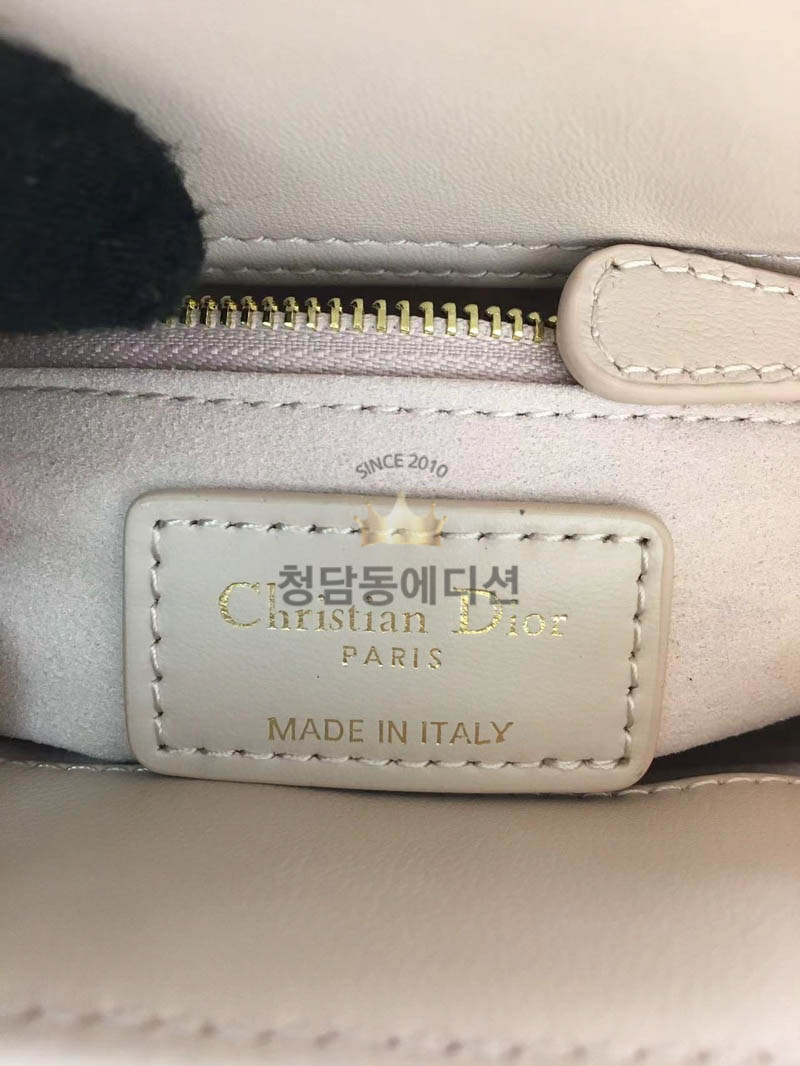 SINCE 2010
청담동에디션
Christian Dior
PARIS
MADE IN ITALY